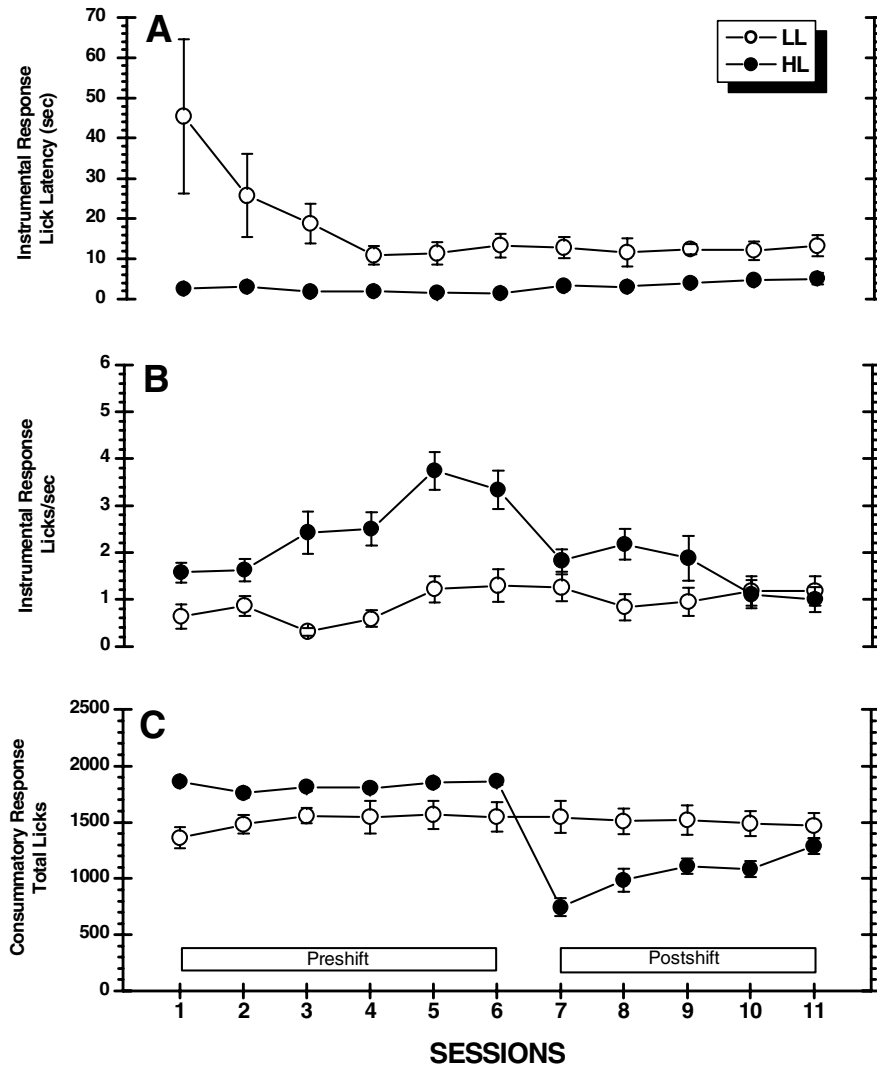 A
LL
HL
Instrumental Response
Lick Latency (sec)
70
60
50
40
30
20
10
0
B
Instrumental Response
Licks/sec
6
5
4
3
2
1
0
C
Consummatory Response
Total Licks
2500
2000
1500
1000
500
0
Preshift
Postshift
1 2 3 4 5 6 7 8 9 10 11
SESSIONS